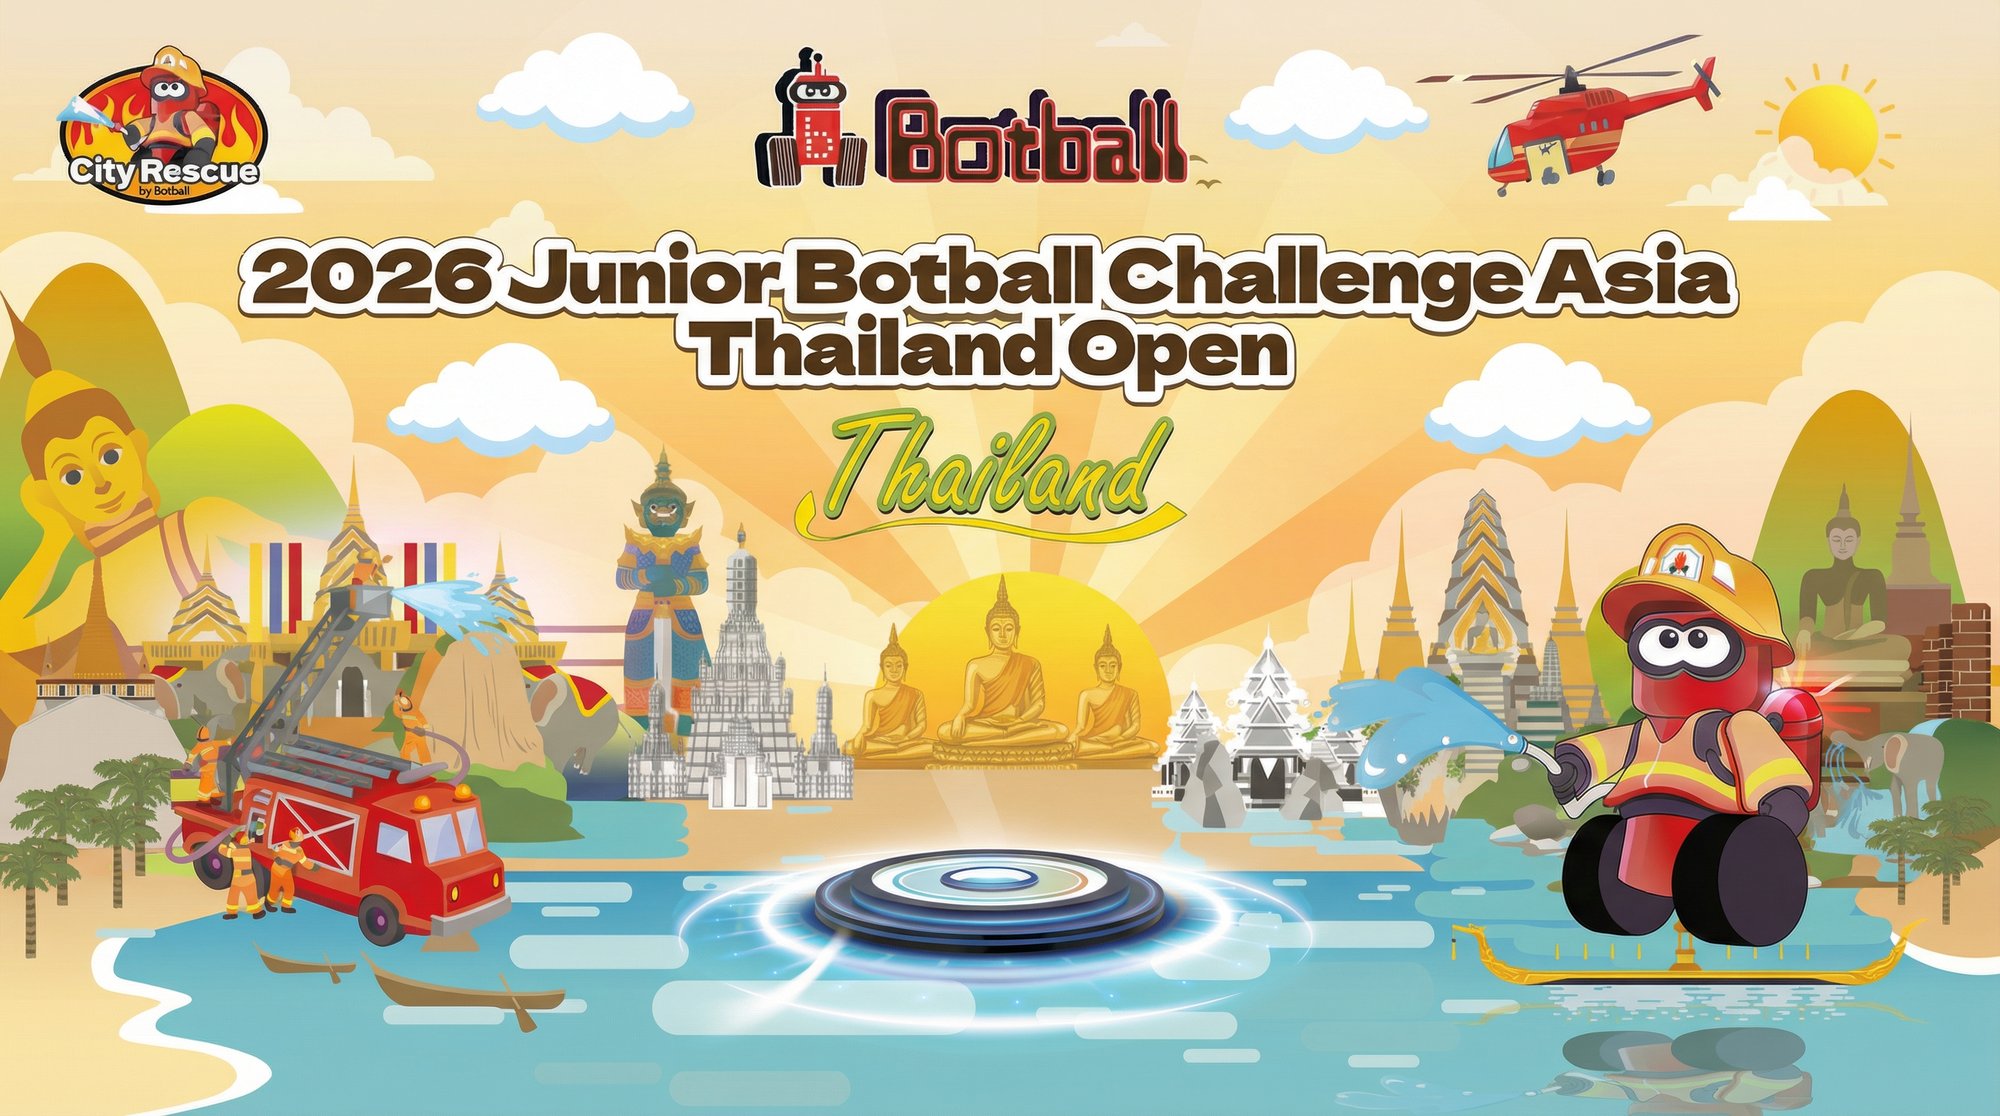 City Rescue
by Botball
b
Botball
2026 Junior Botball Challenge Asia
Thailand Open
Thailand